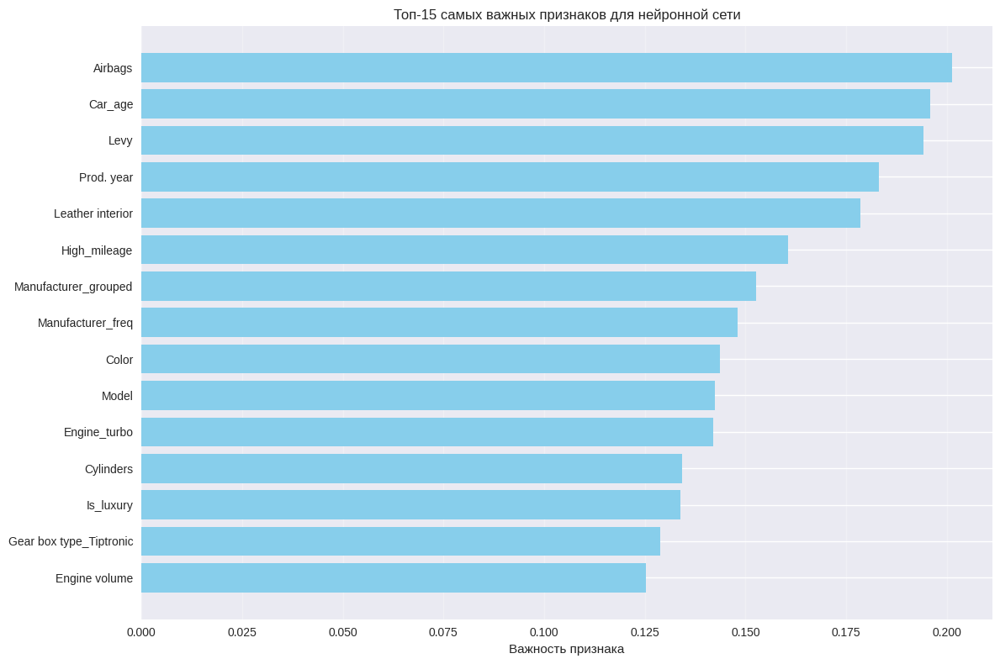 Топ-15 самых важных признаков для нейронной сети
Airbags
Car_age
Levy
Prod. year
Leather interior
High_mileage
Manufacturer_grouped
Manufacturer_freq
Color
Model
Engine_turbo
Cylinders
Is_luxury
Gear box type_Tiptronic
Engine volume
0.000 0.025 0.050 0.075 0.100 0.125 0.150 0.175 0.200
Важность признака